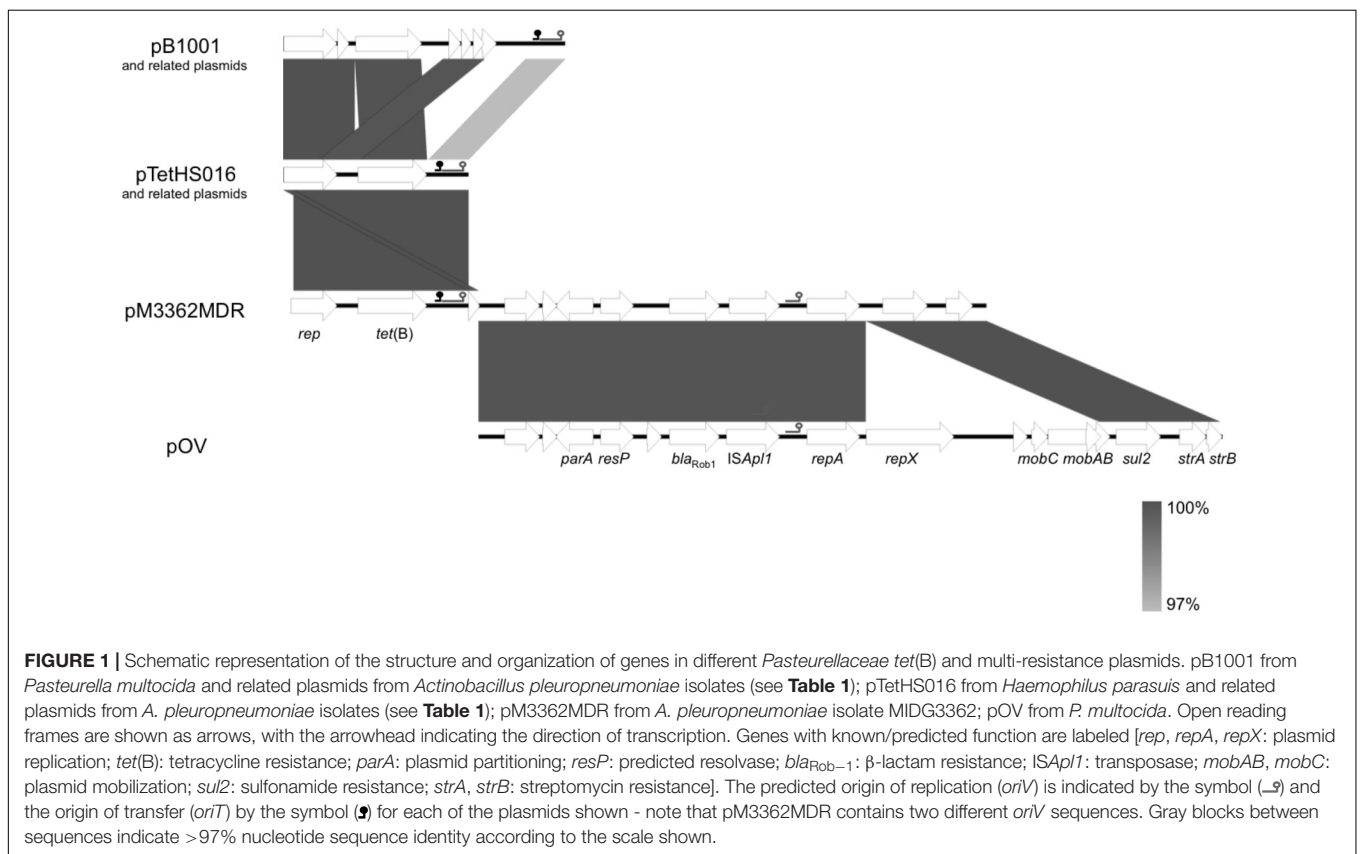 pB1001
and related plasmids
pTetHS016
and related plasmids
pM3362MDR
rep tet(B)
pOV
parA resP blaRob1 ISApl1 repA repX mobC mobAB sul2 strA strB
100%
97%
FIGURE 1 | Schematic representation of the structure and organization of genes in different Pasteurellaceae tet(B) and multi-resistance plasmids. pB1001 from
Pasteurella multocida and related plasmids from Actinobacillus pleuropneumoniae isolates (see Table 1); pTetHS016 from Haemophilus parasuis and related
plasmids from A. pleuropneumoniae isolates (see Table 1); pM3362MDR from A. pleuropneumoniae isolate MIDG3362; pOV from P. multocida. Open reading
frames are shown as arrows, with the arrowhead indicating the direction of transcription. Genes with known/predicted function are labeled [rep, repA, repX: plasmid
replication; tet(B): tetracycline resistance; parA: plasmid partitioning; resP: predicted resolvase; blaRob−1: β-lactam resistance; ISApl1: transposase; mobAB, mobC:
plasmid mobilization; sul2: sulfonamide resistance; strA, strB: streptomycin resistance]. The predicted origin of replication (oriV) is indicated by the symbol () and
the origin of transfer (oriT) by the symbol () for each of the plasmids shown - note that pM3362MDR contains two different oriV sequences. Gray blocks between
sequences indicate >97% nucleotide sequence identity according to the scale shown.